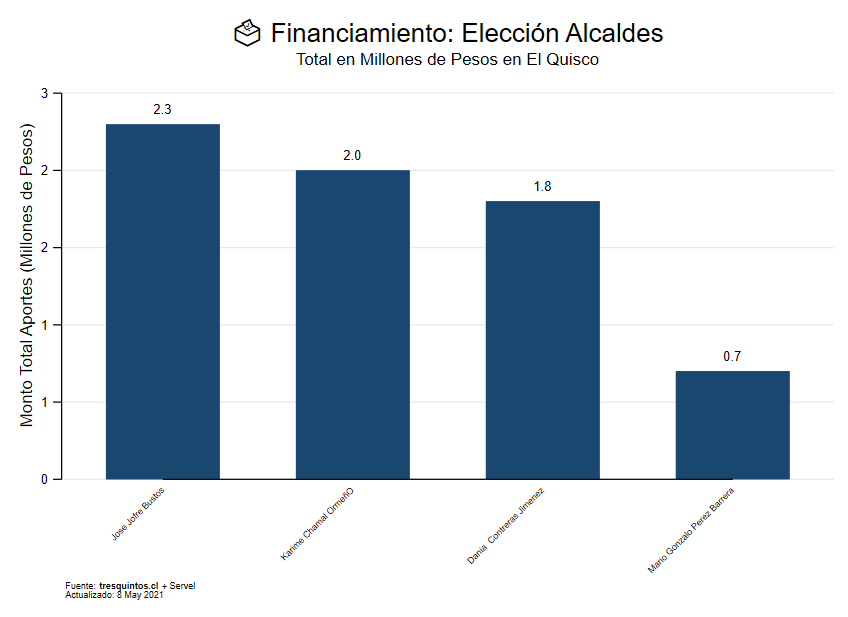 Financiamiento: Elección Alcaldes
Total en Millones de Pesos en El Quisco
Monto Total Aportes (Millones de Pesos)
3
2
2
1
1
0
2.3
2.0
1.8
0.7
Jose Jofre Bustos
Karime Chamal OrmeñO
Dania Contreras Jimenez
Mario Gonzalo Perez Barrera
Fuente: tresquintos.cl + Servel
Actualizado: 8 May 2021